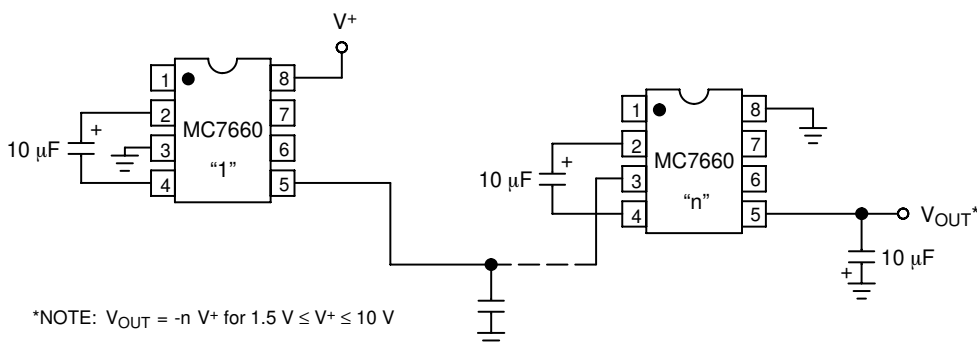 V+
1
8
2
7
3
6
4
5
MC7660
“1”
+
10 µF
1
8
2
7
3
6
4
5
MC7660
“n”
+
10 µF
VOUT*
10 µF
+
*NOTE: VOUT = -n V+ for 1.5 V ≤ V+ ≤ 10 V